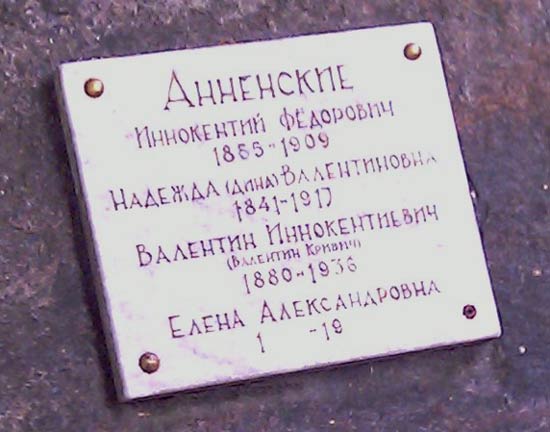 Анненские
Иннокентий Фёдорович
1855-1909
Надежда (Дина) Валентиновна
1841-1917
Валентин Иннокентиевич
(Валентин Кривич)
1880-1936
Елена Александровна
1 -19